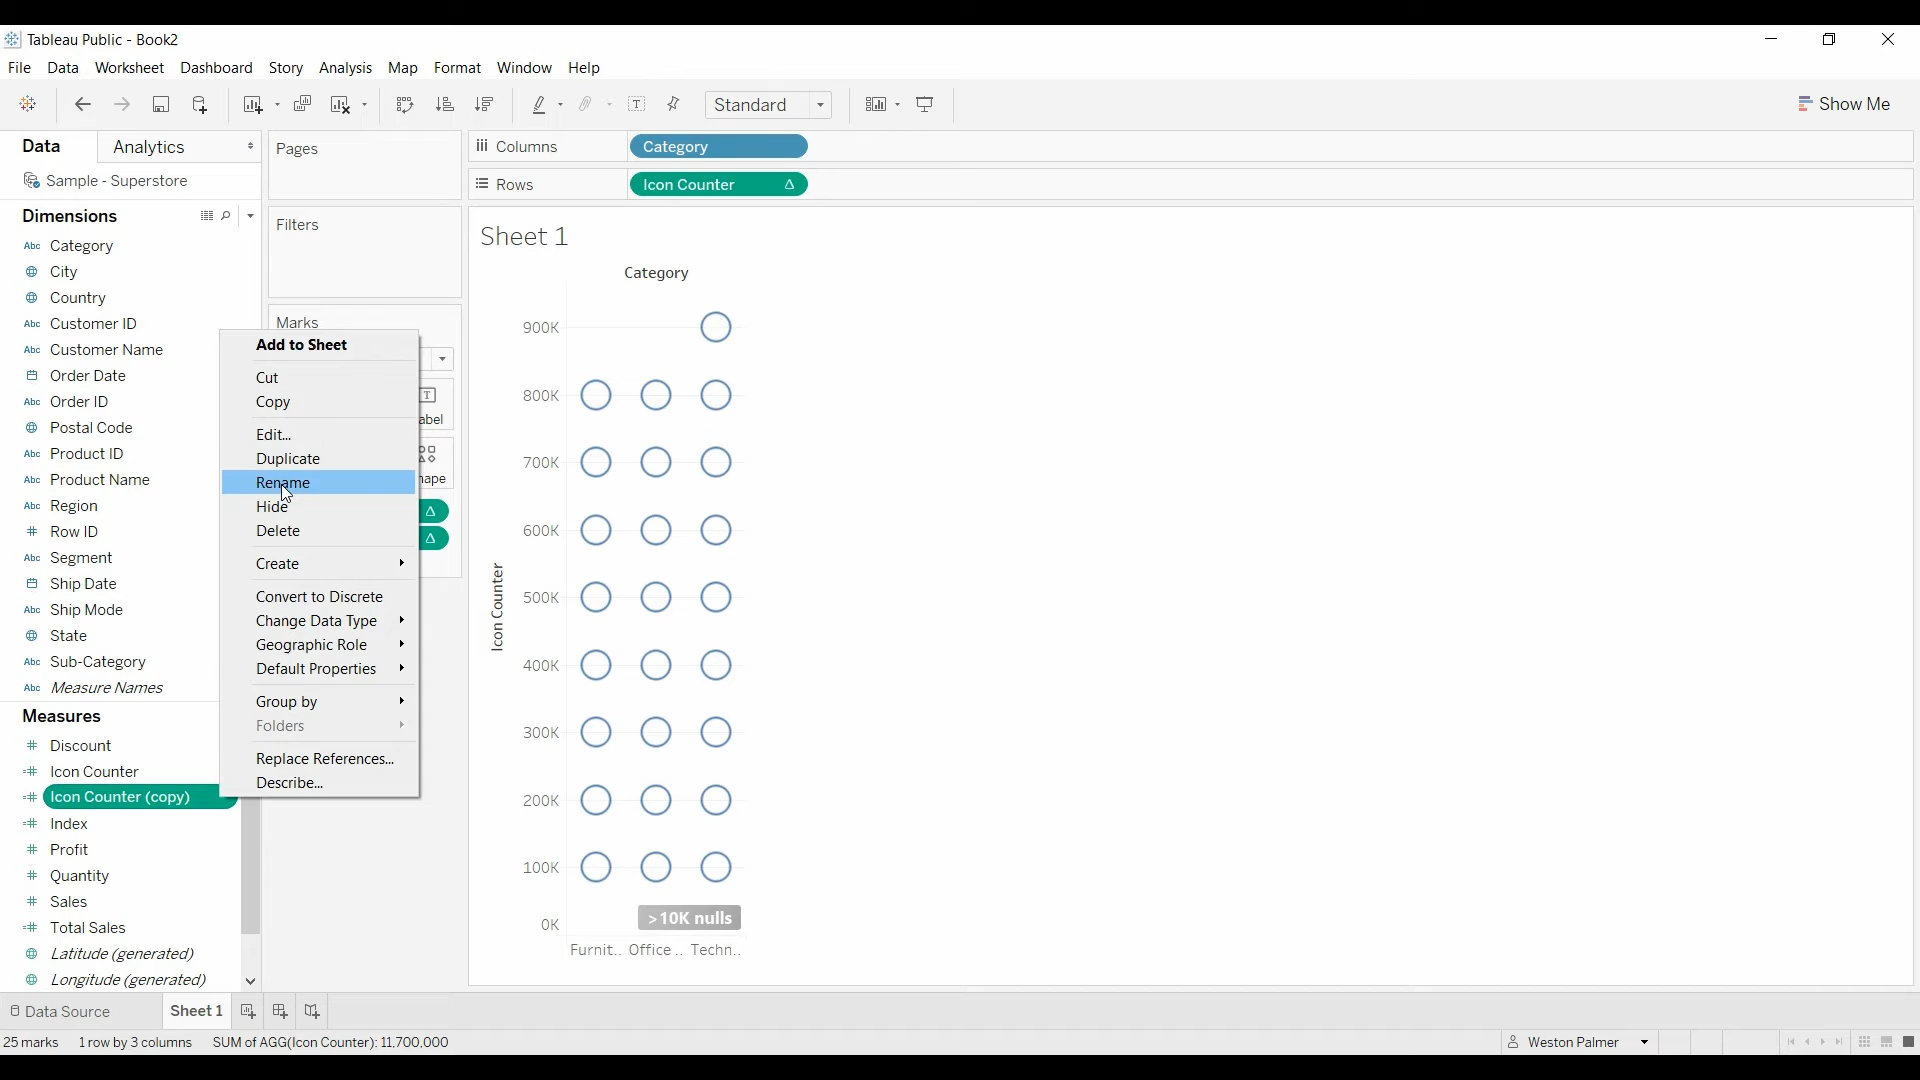 Tableau Public - Book2
File Data Worksheet Dashboard Story Analysis Map Format Window Help
Standard
Show Me
Data
Analytics
Sample - Superstore
Dimensions
Abc Category
City
Country
Abc Customer ID
Abc Customer Name
Order Date
Abc Order ID
Postal Code
Abc Product ID
Abc Product Name
Abc Region
# Row ID
Abc Segment
Ship Date
Abc Ship Mode
State
Abc Sub-Category
Abc Measure Names
Measures
# Discount
=# Icon Counter
=# Icon Counter (copy)
=# Index
# Profit
# Quantity
# Sales
=# Total Sales
Latitude (generated)
Longitude (generated)
Pages
Filters
Marks
abel
hape
Add to Sheet
Cut
Copy
Edit...
Duplicate
Rename
Hide
Delete
Create
Convert to Discrete
Change Data Type
Geographic Role
Default Properties
Group by
Folders
Replace References...
Describe...
Columns
Category
Rows
Icon Counter Δ
Sheet 1
Category
900K
800K
700K
600K
500K
400K
300K
200K
100K
0K
Icon Counter
>10K nulls
Furnit.. Office .. Techn..
Data Source
Sheet 1
25 marks 1 row by 3 columns SUM of AGG(Icon Counter): 11,700,000
Weston Palmer